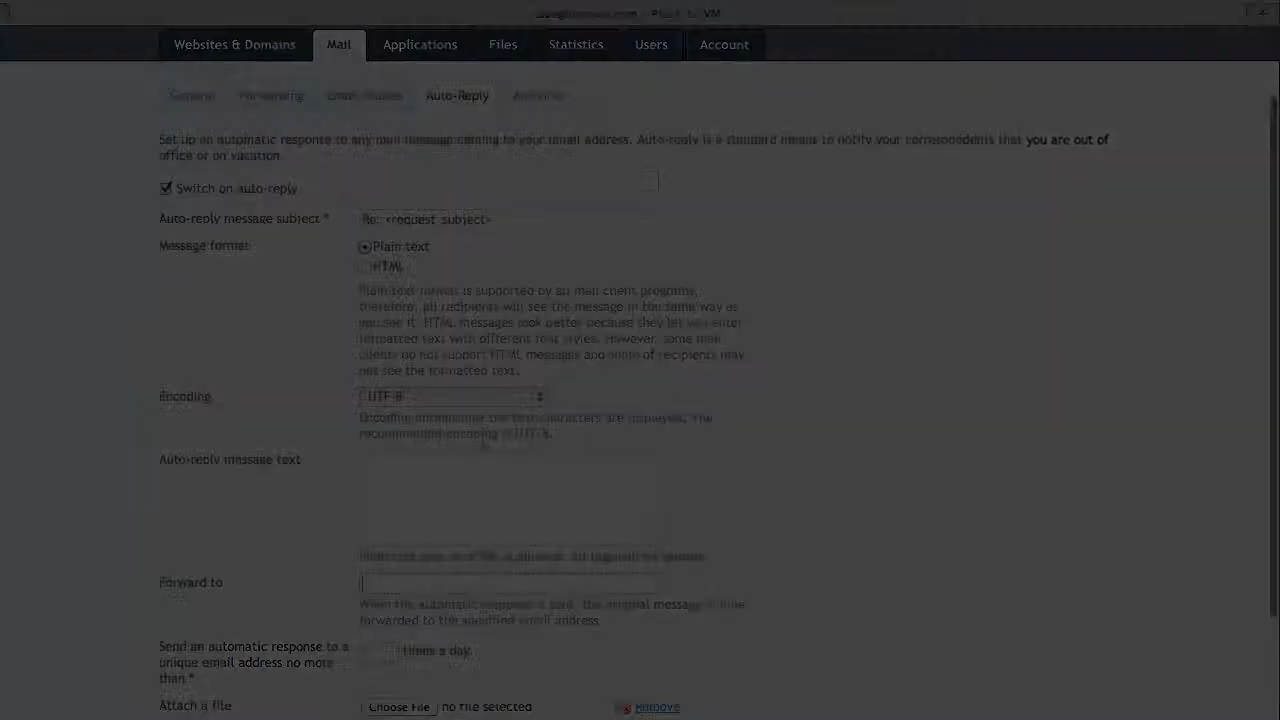 Websites & Domains Mail Applications Files Statistics Users Account
General Forwarding Email Aliases Auto-Reply Antivirus
Set up an automatic response to any mail message coming to your email address. Auto-reply is a standard means to notify your correspondents that you are out of
office or on vacation.
Switch on auto-reply
Auto-reply message subject * Re: <request_subject>
Message format Plain text
HTML
Plain text format is supported by all mail client programs,
therefore, all recipients will see the message in the same way as
you see it. HTML messages look better because they let you enter
formatted text with different font styles. However, some mail
clients do not support HTML messages and some of recipients may
not see the formatted text.
Encoding UTF-8
Encoding determines the text characters are displayed. The
recommended encoding is UTF-8.
Auto-reply message text
Forward to
When the automatic response is sent, the original message will be
forwarded to the specified email address.
Send an automatic response to a
unique email address no more
than * times a day
Attach a file Choose File no file selected Remove